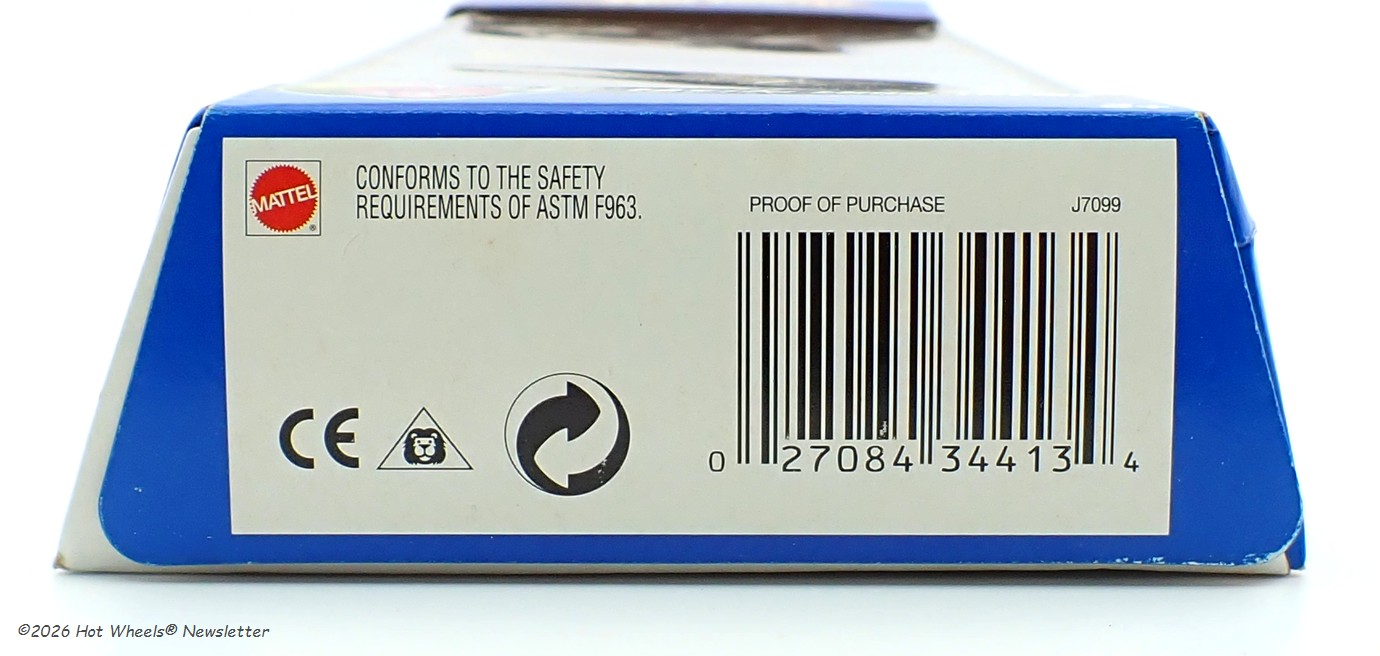 MATTEL
®
CONFORMS TO THE SAFETY
REQUIREMENTS OF ASTM F963.
PROOF OF PURCHASE J7099
CE
0 27084 34413 4
©2026 Hot Wheels® Newsletter